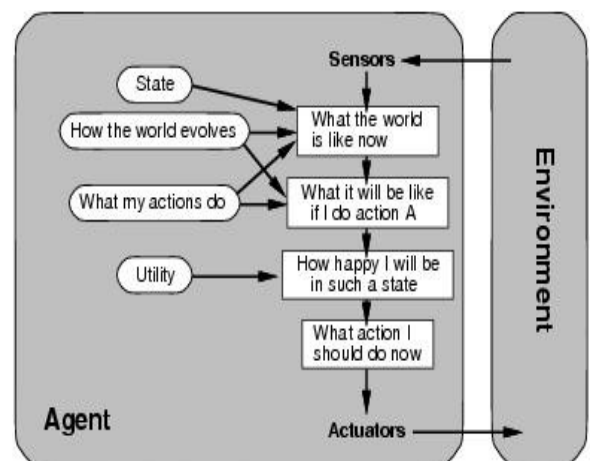 Sensors
State
What the world
is like now
How the world evolves
What it will be like
if I do action A
What my actions do
How happy I will be
in such a state
Utility
What action I
should do now
Agent
Actuators
Environment